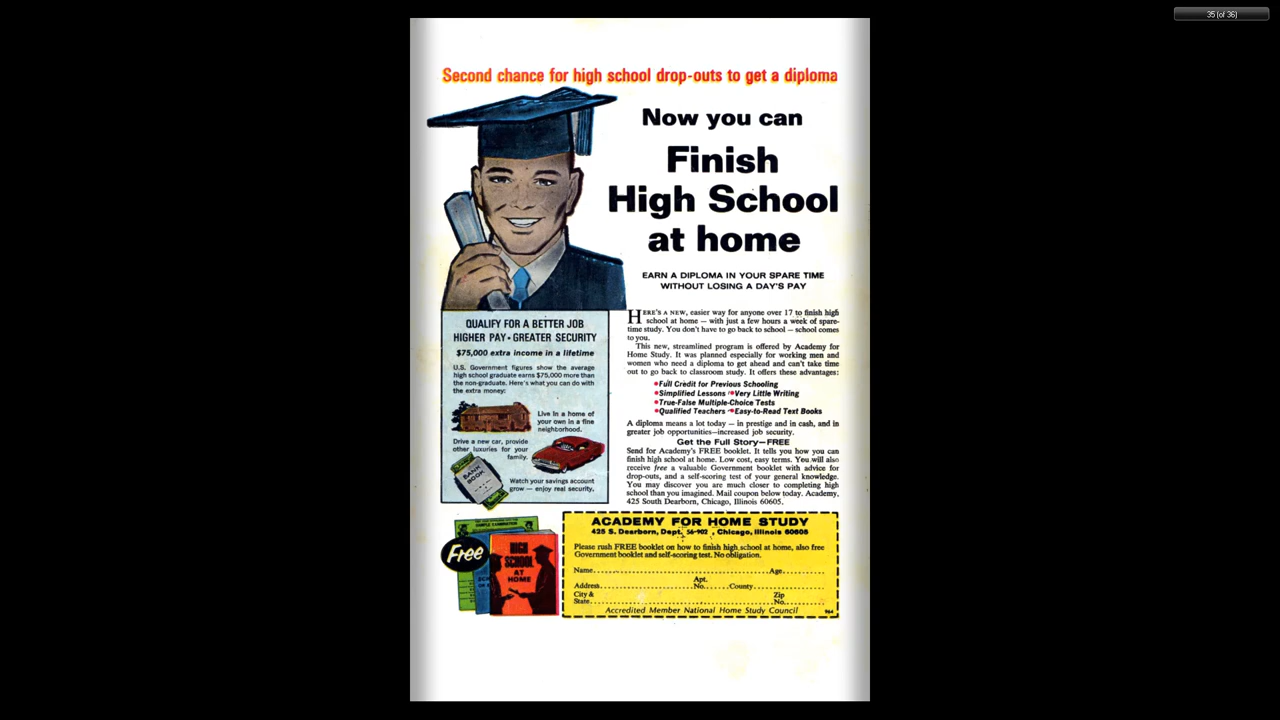 35 (of 36)
Second chance for high school drop-outs to get a diploma
Now you can
Finish
High School
at home
EARN A DIPLOMA IN YOUR SPARE TIME
WITHOUT LOSING A DAY'S PAY
QUALIFY FOR A BETTER JOB
HIGHER PAY • GREATER SECURITY
$75,000 extra income in a lifetime
U.S. Government figures show the average
high school graduate earns $75,000 more than
the non-graduate. Here's what you can do with
the extra money:
Live in a home of
your own in a fine
neighborhood.
Drive a new car, provide
other luxuries for your
family.
BANK
BOOK
Watch your savings account
grow — enjoy real security,
HERE'S A NEW, easier way for anyone over 17 to finish high
school at home — with just a few hours a week of spare-
time study. You don't have to go back to school — school comes
to you.
This new, streamlined program is offered by Academy for
Home Study. It was planned especially for working men and
women who need a diploma to get ahead and can't take time
out to go back to classroom study. It offers these advantages:
• Full Credit for Previous Schooling
• Simplified Lessons • Very Little Writing
• True-False Multiple-Choice Tests
• Qualified Teachers • Easy-to-Read Text Books
A diploma means a lot today — in prestige and in cash, and in
greater job opportunities—increased job security.
Get the Full Story—FREE
Send for Academy's FREE booklet. It tells you how you can
finish high school at home. Low cost, easy terms. You will also
receive free a valuable Government booklet with advice for
drop-outs, and a self-scoring test of your general knowledge.
You may discover you are much closer to completing high
school than you imagined. Mail coupon below today. Academy,
425 South Dearborn, Chicago, Illinois 60605.
Free
HIGH
SCHOOL
AT
HOME
ACADEMY FOR HOME STUDY
425 S. Dearborn, Dept. 56-902, Chicago, Illinois 60605
Please rush FREE booklet on how to finish high school at home, also free
Government booklet and self-scoring test. No obligation.
Name Age
Address Apt. No. County
City & State Zip No.
Accredited Member National Home Study Council